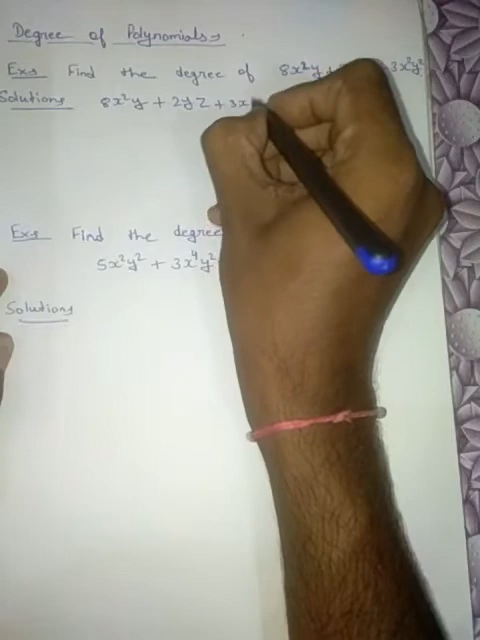 Degree of Polynomials :
Ex:- Find the degree of 8x²y + 3x²y²
Solution:- 8x²y + 2yz + 3x
Ex:- Find the degree
5x²y² + 3x⁴y²
Solution:-